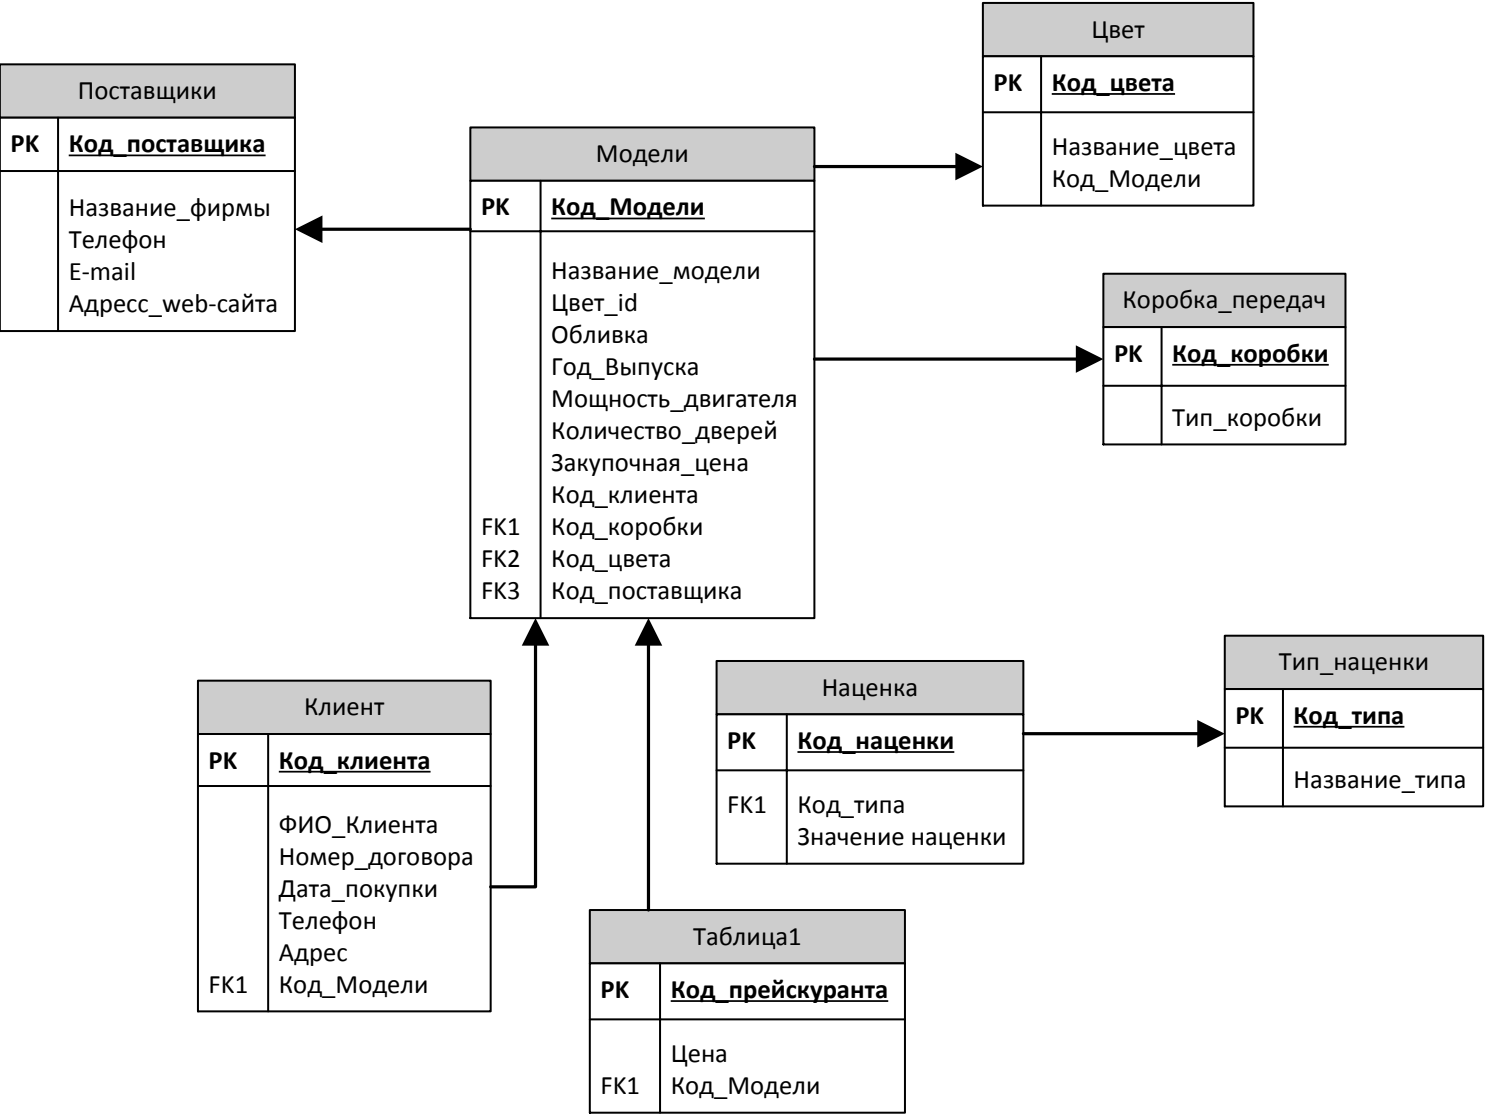 Цвет
PK Код_цвета
Название_цвета
Код_Модели
Поставщики
PK Код_поставщика
Название_фирмы
Телефон
E-mail
Адресс_web-сайта
Модели
PK Код_Модели
Название_модели
Цвет_id
Обливка
Год_Выпуска
Мощность_двигателя
Количество_дверей
Закупочная_цена
Код_клиента
FK1 Код_коробки
FK2 Код_цвета
FK3 Код_поставщика
Коробка_передач
PK Код_коробки
Тип_коробки
Клиент
PK Код_клиента
ФИО_Клиента
Номер_договора
Дата_покупки
Телефон
Адрес
FK1 Код_Модели
Наценка
PK Код_наценки
FK1 Код_типа
Значение наценки
Тип_наценки
PK Код_типа
Название_типа
Таблица1
PK Код_прейскуранта
Цена
FK1 Код_Модели